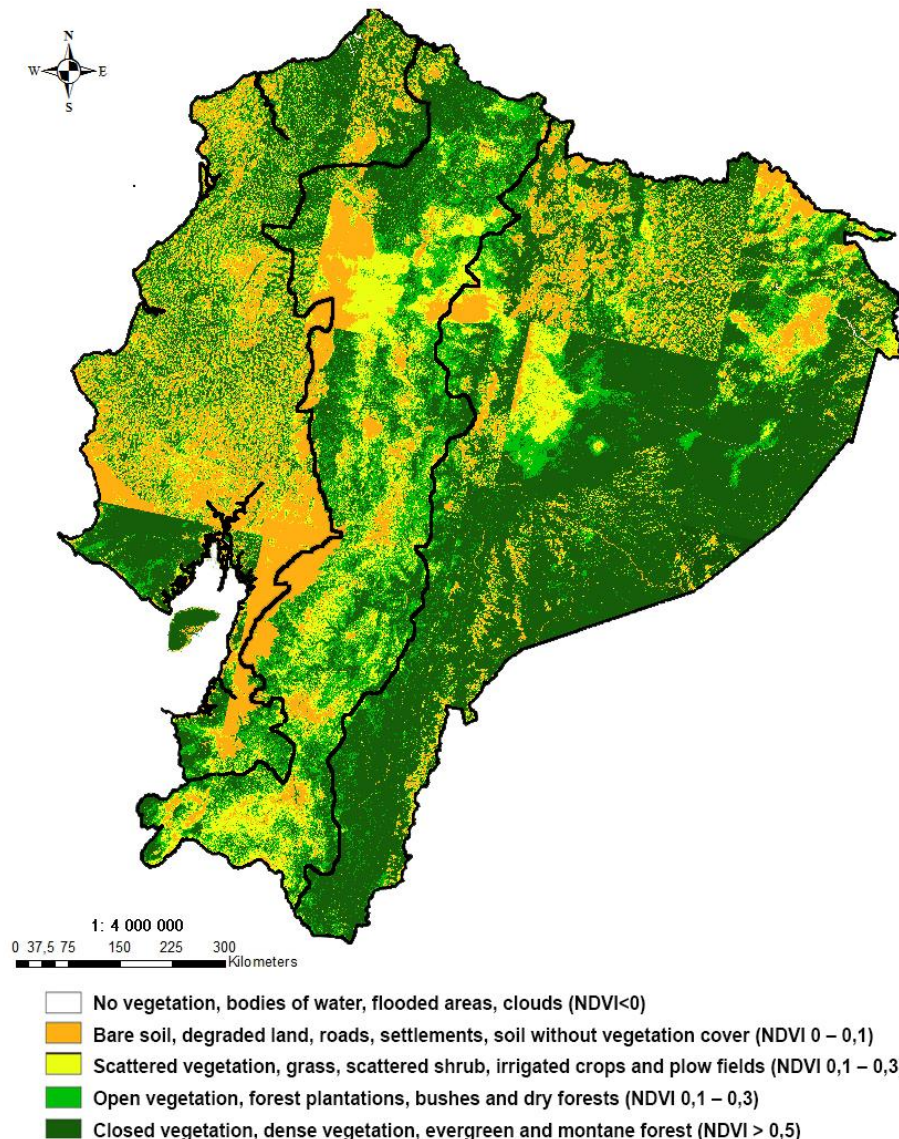 N
W E
S
1: 4 000 000
0 37,5 75 150 225 300
Kilometers
No vegetation, bodies of water, flooded areas, clouds (NDVI<0)
Bare soil, degraded land, roads, settlements, soil without vegetation cover (NDVI 0 – 0,1)
Scattered vegetation, grass, scattered shrub, irrigated crops and plow fields (NDVI 0,1 – 0,3
Open vegetation, forest plantations, bushes and dry forests (NDVI 0,1 – 0,3)
Closed vegetation, dense vegetation, evergreen and montane forest (NDVI > 0,5)